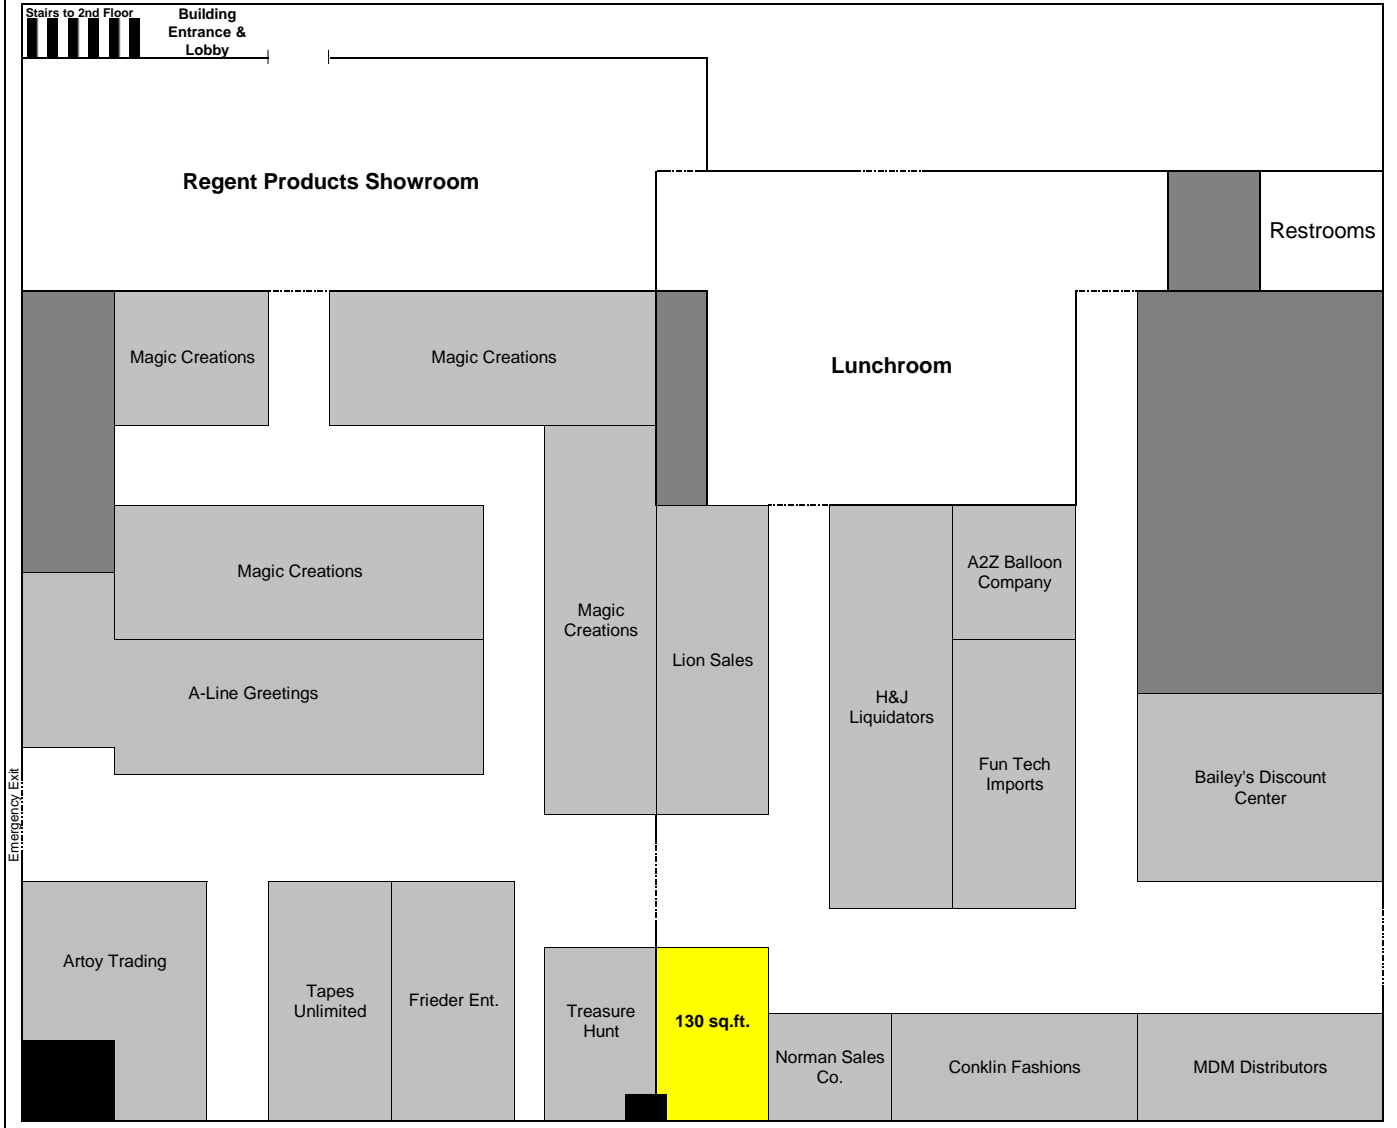 Stairs to 2nd Floor
Building
Entrance &
Lobby
Regent Products Showroom
Restrooms
Magic Creations
Magic Creations
Lunchroom
Magic Creations
Magic
Creations
Lion Sales
A2Z Balloon
Company
A-Line Greetings
H&J
Liquidators
Fun Tech
Imports
Bailey's Discount
Center
Emergency Exit
Artoy Trading
Tapes
Unlimited
Frieder Ent.
Treasure
Hunt
130 sq.ft.
Norman Sales
Co.
Conklin Fashions
MDM Distributors